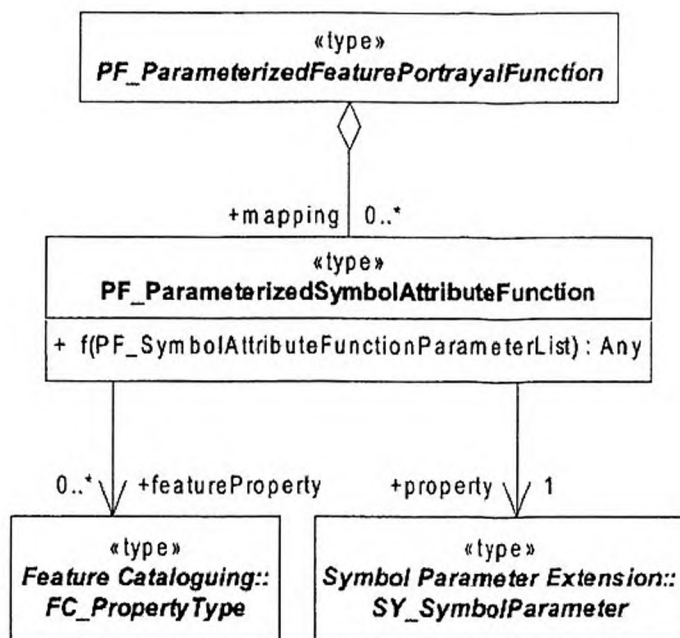 «type»
PF_ParameterizedFeaturePortrayalFunction
+mapping 0..*
«type»
PF_ParameterizedSymbolAttributeFunction
+ f(PF_SymbolAttributeFunctionParameterList) : Any
0..* +featureProperty
+property 1
«type»
Feature Cataloguing::
FC_PropertyType
«type»
Symbol Parameter Extension::
SY_SymbolParameter